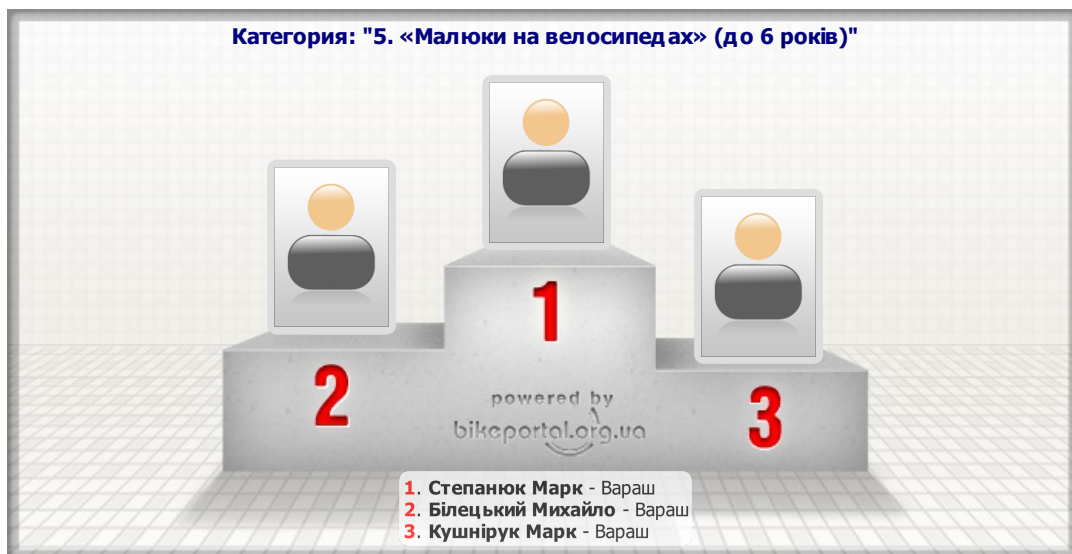 Категория: "5. «Малюки на велосипедах» (до 6 років)"
1
2
3
powered by
bikeportal.org.ua
1. Степанюк Марк - Вараш
2. Білецький Михайло - Вараш
3. Кушнірук Марк - Вараш